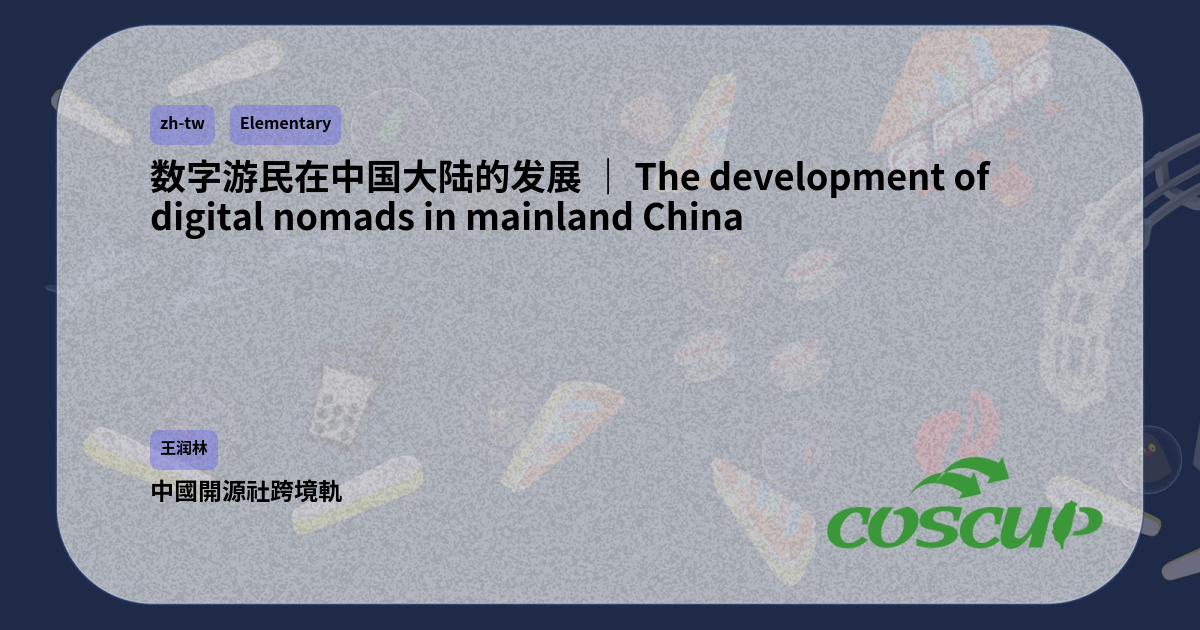 zh-tw Elementary
数字游民在中国大陆的发展 ｜ The development of
digital nomads in mainland China
王润林
中國開源社跨境軌
COSCUP